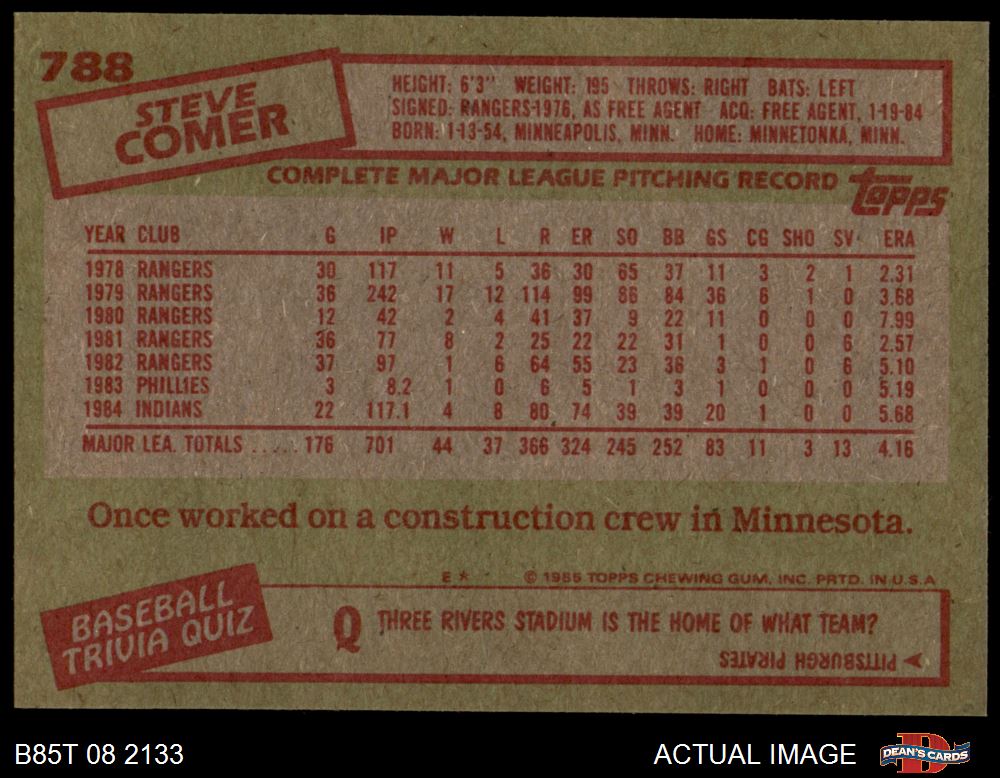 788
STEVE
COMER
HEIGHT: 6'3" WEIGHT: 195 THROWS: RIGHT BATS: LEFT
SIGNED: RANGERS-1976, AS FREE AGENT ACQ: FREE AGENT, 1-19-84
BORN: 1-13-54, MINNEAPOLIS, MINN. HOME: MINNETONKA, MINN.
COMPLETE MAJOR LEAGUE PITCHING RECORD
topps
YEAR CLUB G IP W L R ER SO BB GS CG SHO SV ERA
1978 RANGERS 30 117 11 5 36 30 65 37 11 3 2 1 2.31
1979 RANGERS 36 242 17 12 114 99 86 84 36 6 1 0 3.68
1980 RANGERS 12 42 2 4 41 37 9 22 11 0 0 0 7.99
1981 RANGERS 36 77 8 2 25 22 22 31 1 0 0 6 2.57
1982 RANGERS 37 97 1 6 64 55 23 36 3 1 0 6 5.10
1983 PHILLIES 3 8.2 1 0 6 5 1 3 1 0 0 0 5.19
1984 INDIANS 22 117.1 4 8 80 74 39 39 20 1 0 0 5.68
MAJOR LEA. TOTALS ..... 176 701 44 37 366 324 245 252 83 11 3 13 4.16
Once worked on a construction crew in Minnesota.
E * © 1985 TOPPS CHEWING GUM, INC. PRTD. IN U.S.A
BASEBALL
TRIVIA QUIZ
Q THREE RIVERS STADIUM IS THE HOME OF WHAT TEAM?
PITTSBURGH PIRATES
B85T 08 2133
ACTUAL IMAGE
D
DEAN'S CARDS